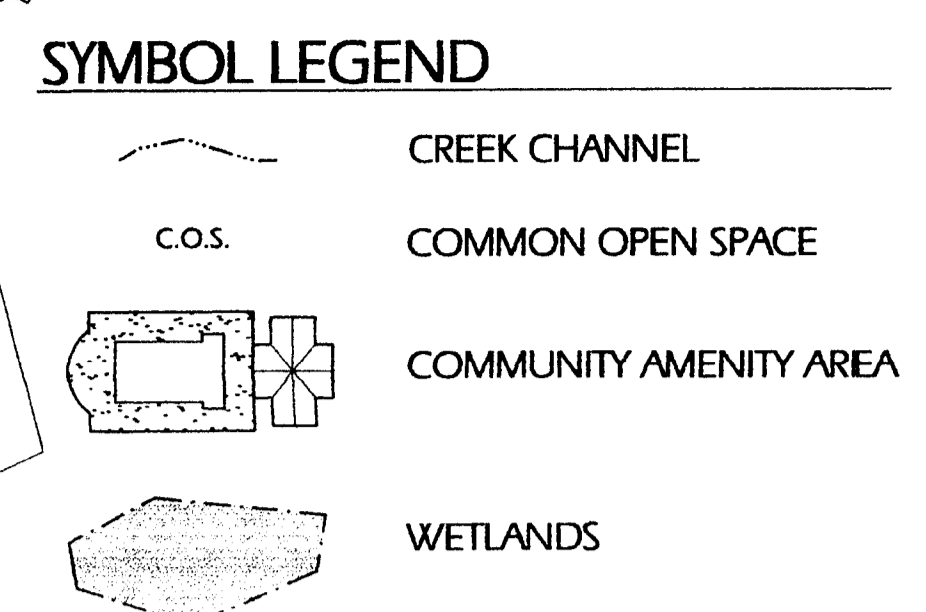 SYMBOL LEGEND
CREEK CHANNEL
C.O.S. COMMON OPEN SPACE
COMMUNITY AMENITY AREA
WETLANDS